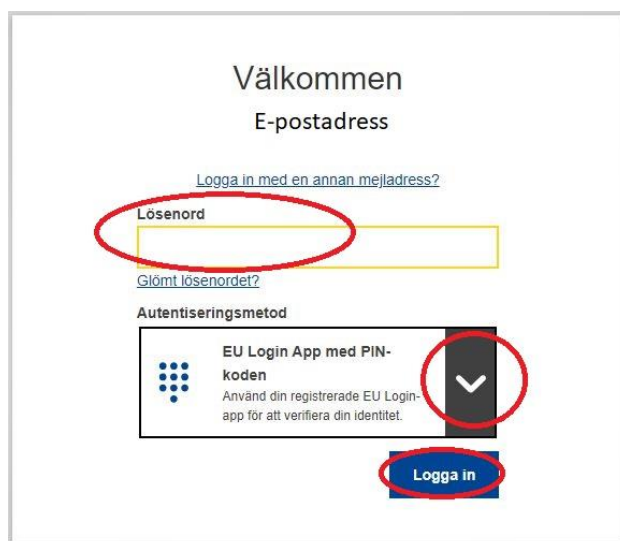 Välkommen
E-postadress
Logga in med en annan mejladress?
Lösenord
Glömt lösenordet?
Autentiseringsmetod
EU Login App med PIN-
koden
Använd din registrerade EU Login-
app för att verifiera din identitet.
Logga in